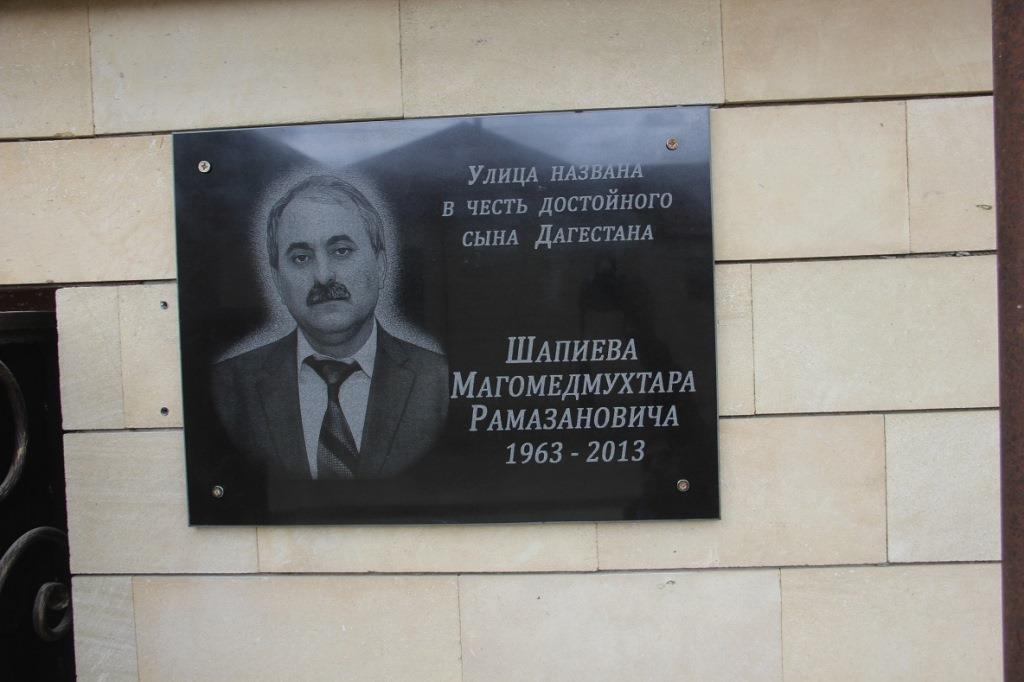 Улица названа
в честь достойного
сына Дагестана
Шапиева
Магомедмухтара
Рамазановича
1963 - 2013